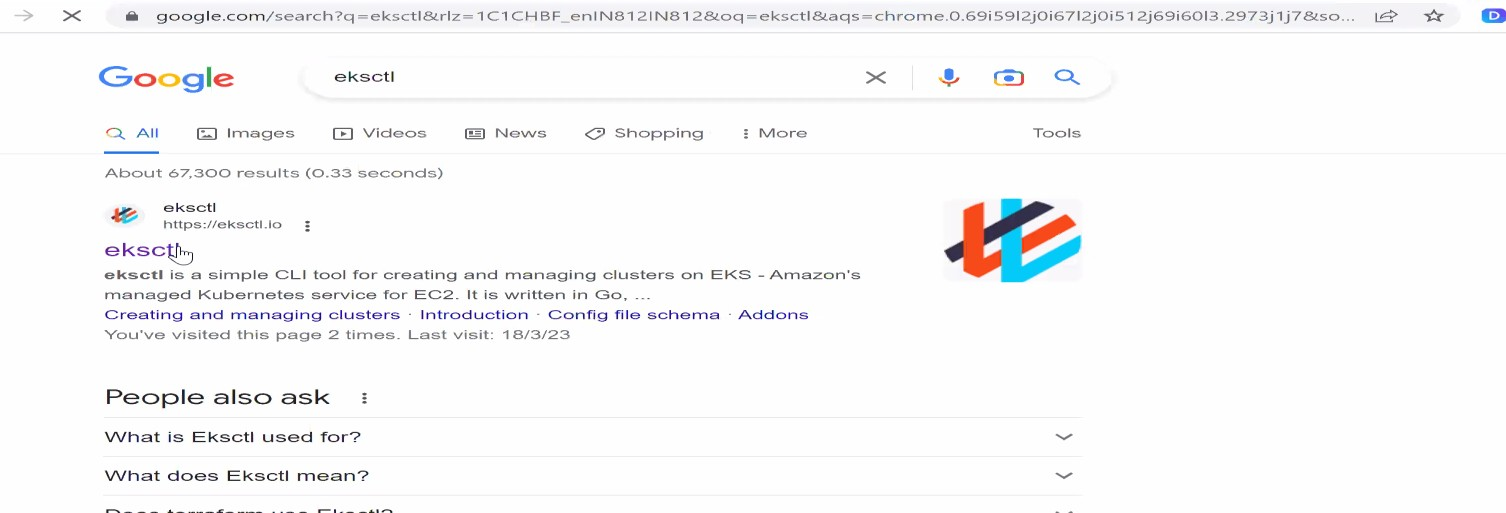 google.com/search?q=eksctl&rlz=1C1CHBF_enIN812IN812&oq=eksctl&aqs=chrome.0.69i59l2j0i67l2j0i512j69i60l3.2973j1j7&so...
D
Google
eksctl
All Images Videos News Shopping More Tools
About 67,300 results (0.33 seconds)
eksctl
https://eksctl.io
eksctl
eksctl is a simple CLI tool for creating and managing clusters on EKS - Amazon's
managed Kubernetes service for EC2. It is written in Go, ...
Creating and managing clusters · Introduction · Config file schema · Addons
You've visited this page 2 times. Last visit: 18/3/23
People also ask
What is Eksctl used for?
What does Eksctl mean?
Does terraform use Eksctl?